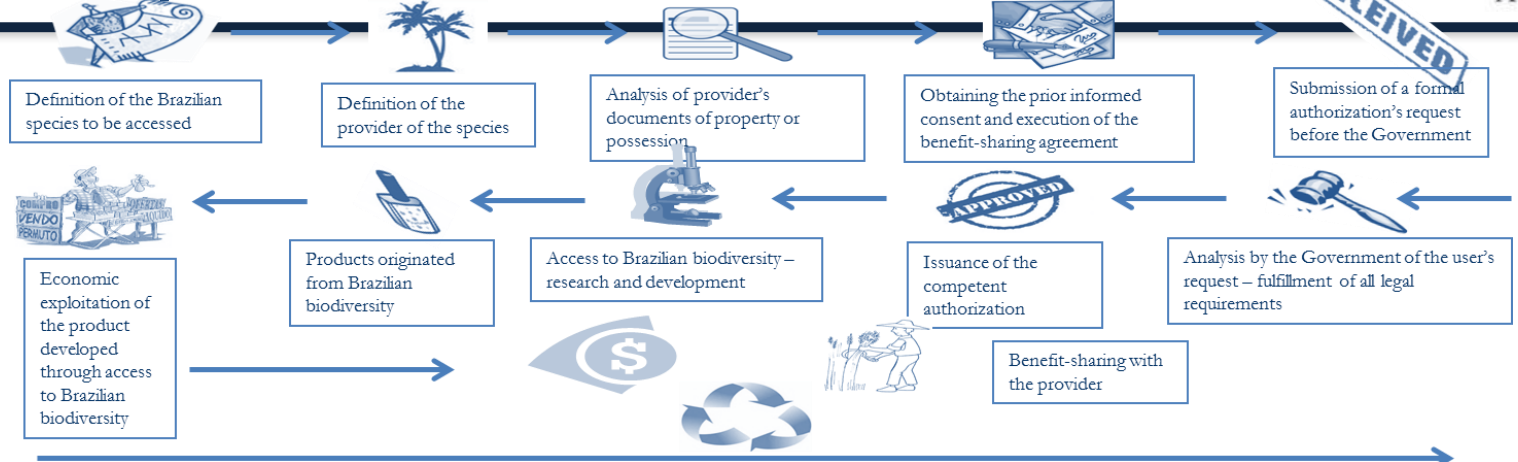 CEIVED
Definition of the Brazilian
species to be accessed
Definition of the
provider of the species
Analysis of provider's
documents of property or
possession
Obtaining the prior informed
consent and execution of the
benefit-sharing agreement
Submission of a formal
authorization's request
before the Government
COMPRO
VENDO
PERMUTO
APPROVED
Economic
exploitation of
the product
developed
through access
to Brazilian
biodiversity
Products originated
from Brazilian
biodiversity
Access to Brazilian biodiversity –
research and development
Issuance of the
competent
authorization
Analysis by the Government of the user's
request – fulfillment of all legal
requirements
$
Benefit-sharing with
the provider